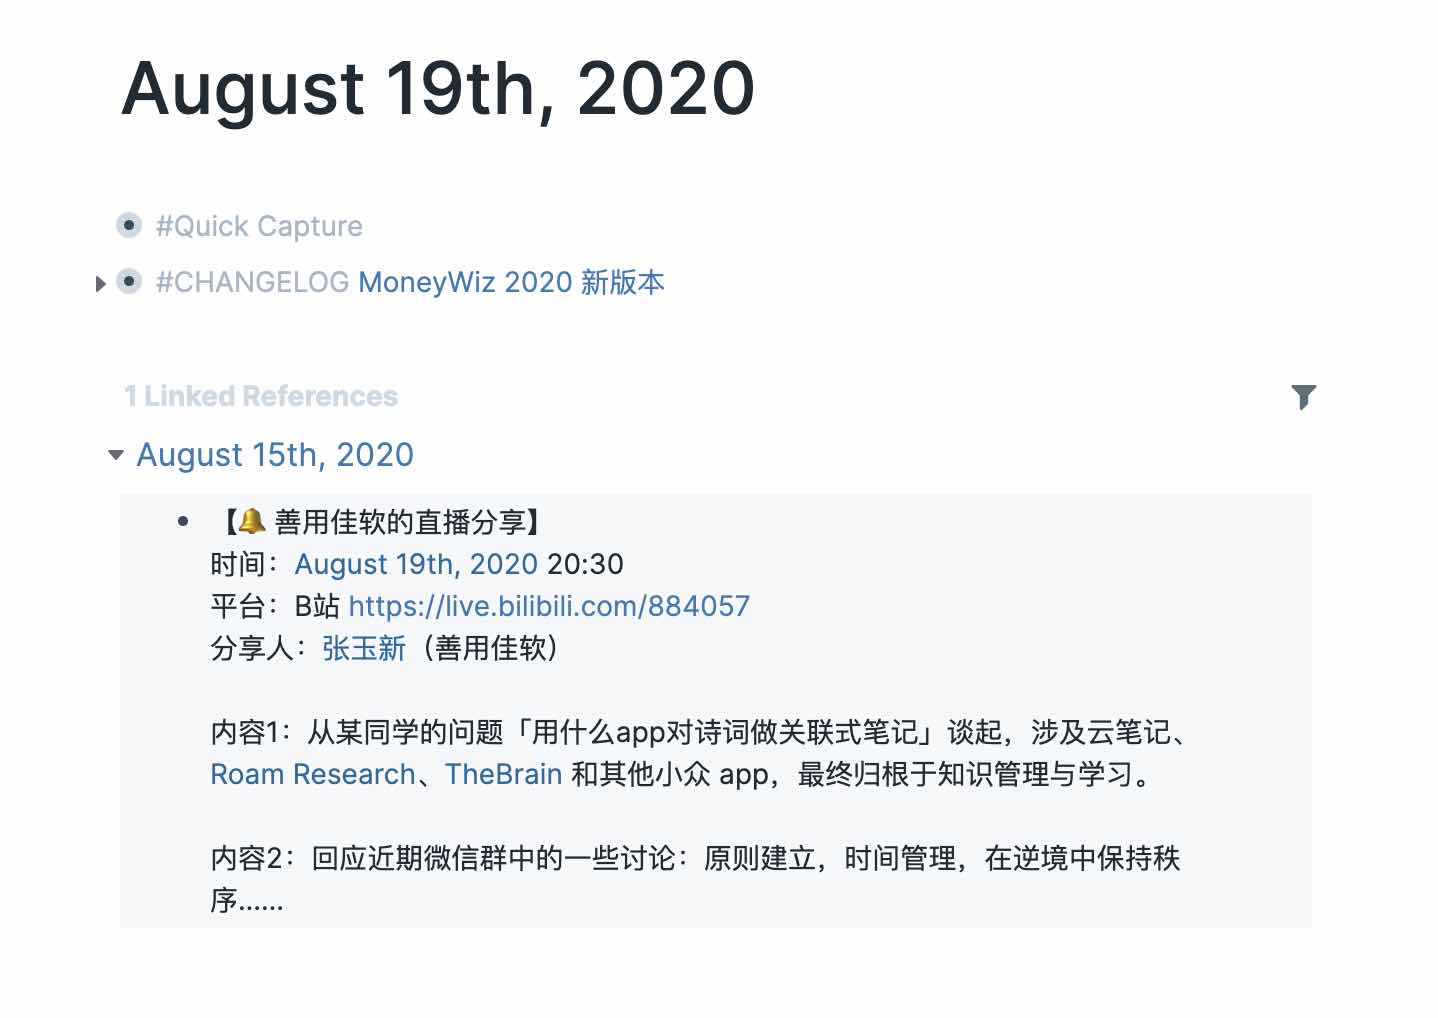 August 19th, 2020
#Quick Capture
#CHANGELOG MoneyWiz 2020 新版本
1 Linked References
August 15th, 2020
【🔔 善用佳软的直播分享】
时间：August 19th, 2020 20:30
平台：B站 https://live.bilibili.com/884057
分享人：张玉新（善用佳软）
内容1：从某同学的问题「用什么app对诗词做关联式笔记」谈起，涉及云笔记、
Roam Research、TheBrain 和其他小众 app，最终归根于知识管理与学习。
内容2：回应近期微信群中的一些讨论：原则建立，时间管理，在逆境中保持秩
序......